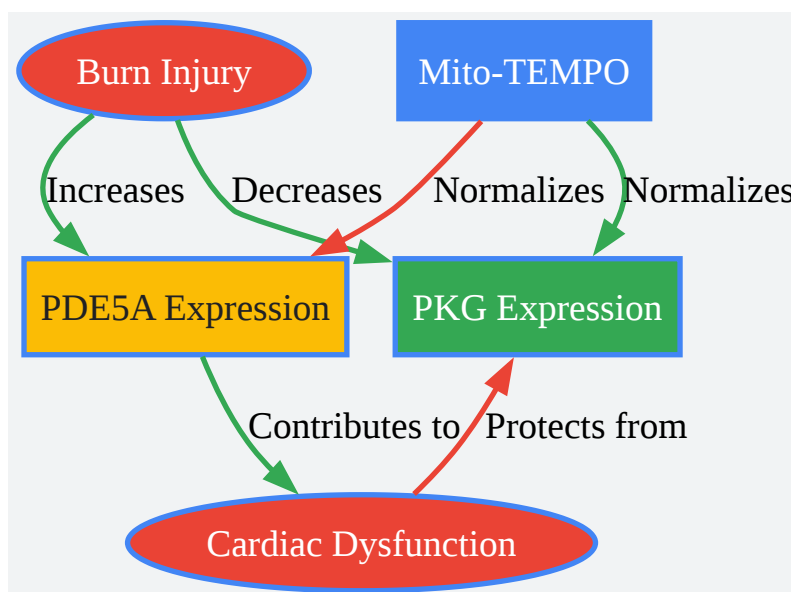 Burn Injury
Mito-TEMPO
Increases
Decreases
Normalizes
Normalizes
PDE5A Expression
PKG Expression
Contributes to
Protects from
Cardiac Dysfunction